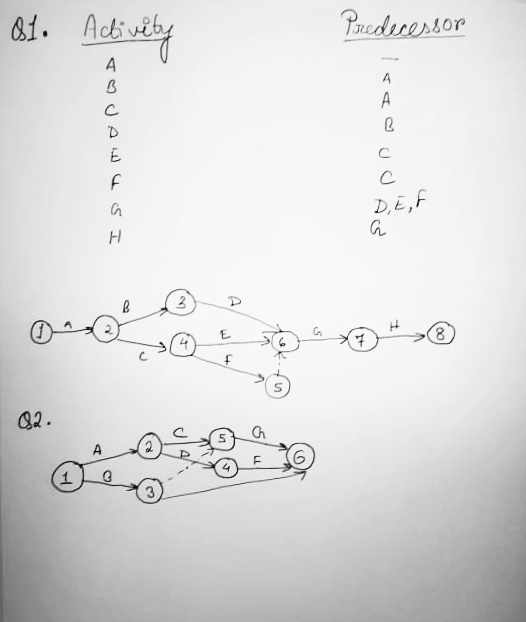 Q1. Activity Predecessor
A —
B A
C A
D B
E C
F C
G D, E, F
H G
1 A 2 B 3 D 6 G 7 H 8
C 4 E
F 5
Q2.
1 A 2 C 5 G 6
D 4 F
B 3